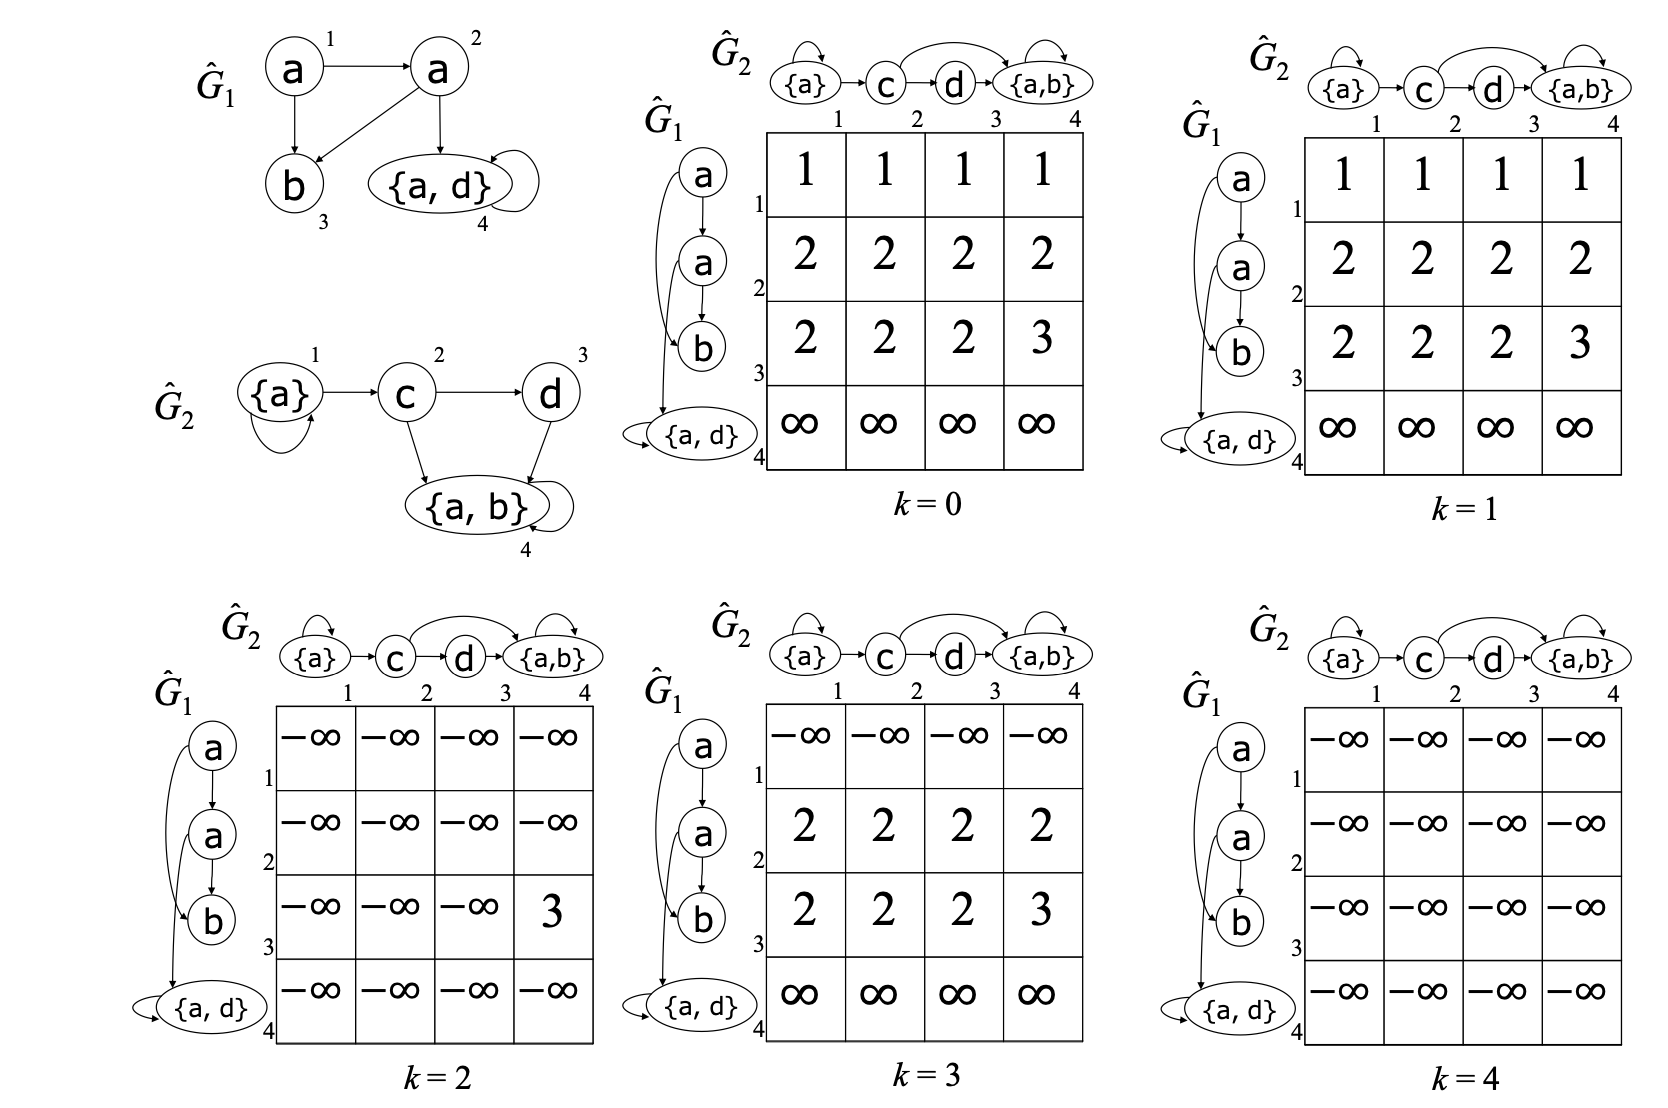 Ĝ1
a 1
a 2
b 3
{a, d} 4
Ĝ2
{a} 1
c 2
d 3
{a, b} 4
Ĝ2 {a} c d {a,b}
Ĝ1 1 2 3 4
a 1 1 1 1 1
a 2 2 2 2 2
b 3 2 2 2 3
{a, d} 4 ∞ ∞ ∞ ∞
k = 0
Ĝ2 {a} c d {a,b}
Ĝ1 1 2 3 4
a 1 1 1 1 1
a 2 2 2 2 2
b 3 2 2 2 3
{a, d} 4 ∞ ∞ ∞ ∞
k = 1
Ĝ2 {a} c d {a,b}
Ĝ1 1 2 3 4
a 1 −∞ −∞ −∞ −∞
a 2 −∞ −∞ −∞ −∞
b 3 −∞ −∞ −∞ 3
{a, d} 4 −∞ −∞ −∞ −∞
k = 2
Ĝ2 {a} c d {a,b}
Ĝ1 1 2 3 4
a 1 −∞ −∞ −∞ −∞
a 2 2 2 2 2
b 3 2 2 2 3
{a, d} 4 ∞ ∞ ∞ ∞
k = 3
Ĝ2 {a} c d {a,b}
Ĝ1 1 2 3 4
a 1 −∞ −∞ −∞ −∞
a 2 −∞ −∞ −∞ −∞
b 3 −∞ −∞ −∞ −∞
{a, d} 4 −∞ −∞ −∞ −∞
k = 4